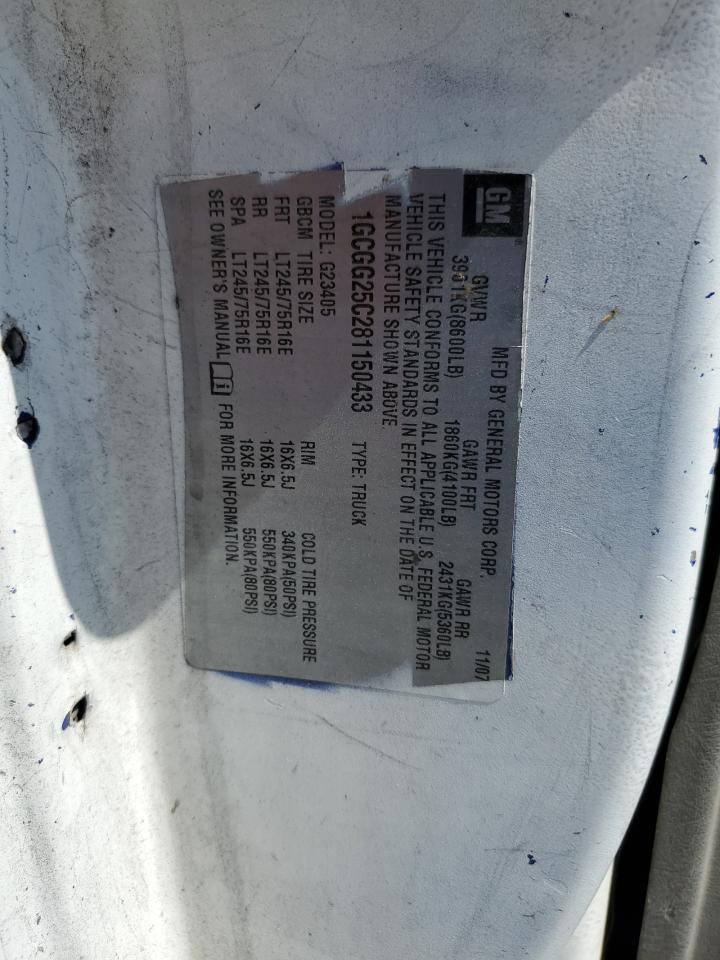 GM® MFD BY GENERAL MOTORS CORP. 11/07
GVWR GAWR FRT GAWR RR
3901KG(8600LB) 1860KG(4100LB) 2431KG(5360LB)
THIS VEHICLE CONFORMS TO ALL APPLICABLE U.S. FEDERAL MOTOR
VEHICLE SAFETY STANDARDS IN EFFECT ON THE DATE OF
MANUFACTURE SHOWN ABOVE.
1GCGG25C281150433 TYPE: TRUCK
MODEL: G23405
GBCM TIRE SIZE RIM COLD TIRE PRESSURE
FRT LT245/75R16E 16X6.5J 340KPA(50PSI)
RR LT245/75R16E 16X6.5J 550KPA(80PSI)
SPA LT245/75R16E 16X6.5J 550KPA(80PSI)
SEE OWNER'S MANUAL FOR MORE INFORMATION.